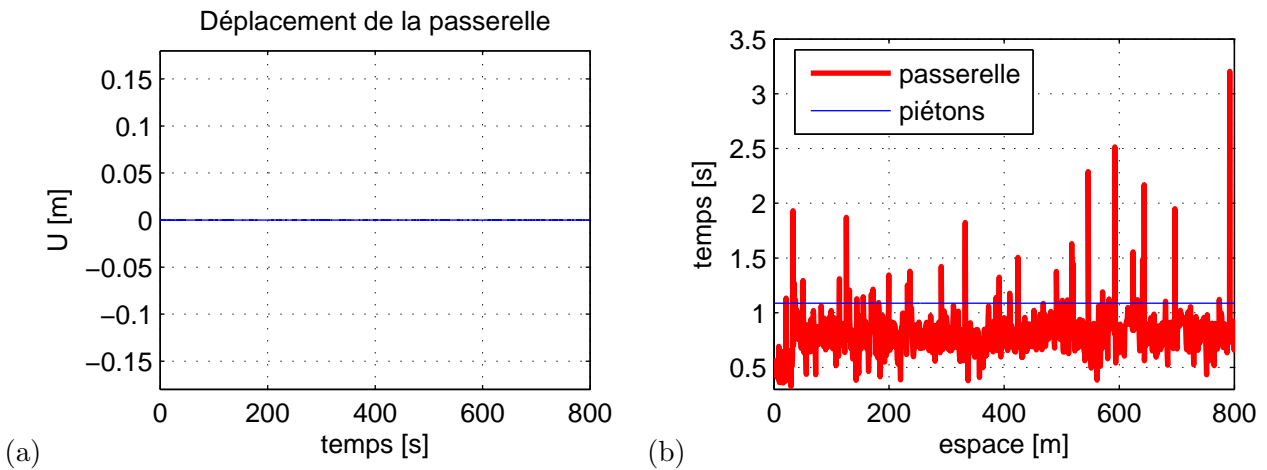 Déplacement de la passerelle
U [m]
0.15
0.1
0.05
0
−0.05
−0.1
−0.15
0 200 400 600 800
temps [s]
(a)
temps [s]
3.5
3
2.5
2
1.5
1
0.5
passerelle
piétons
0 200 400 600 800
espace [m]
(b)